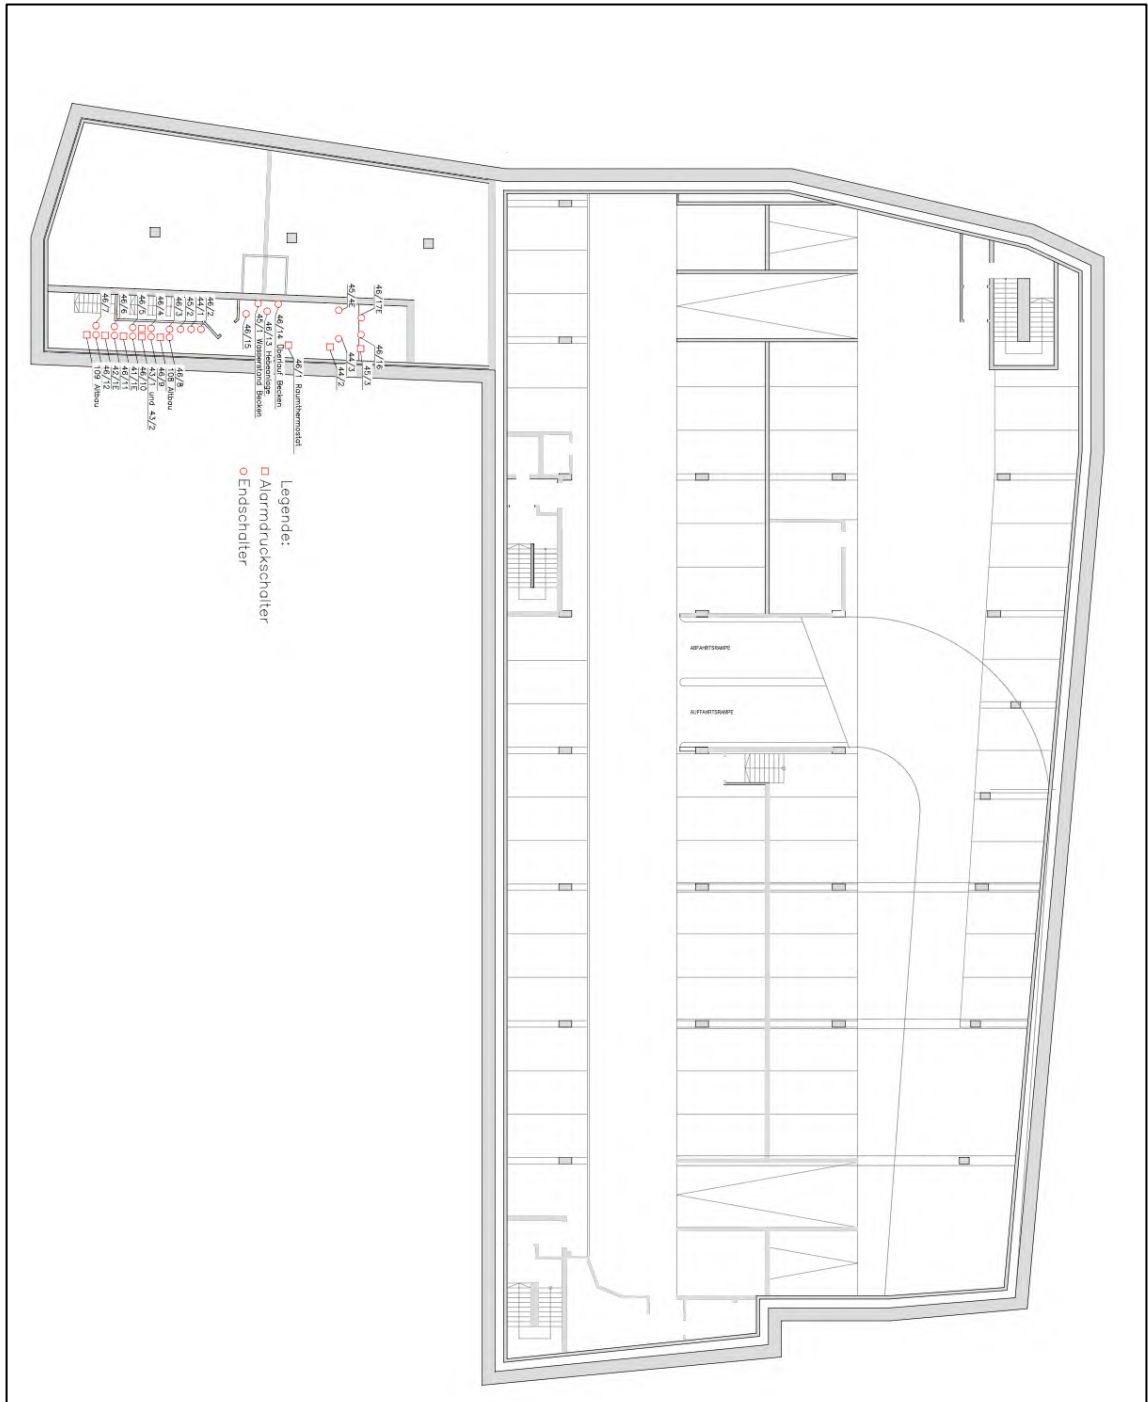 46/7
46/6
46/5
46/4
46/3
45/2
44/1
46/2
46/15
45/1 Wasserstand Becken
46/13 Hebeanlage
46/14 Überlauf Becken
46/1 Raumthermostat
45/4E
46/17E
44/2
44/3
45/3
46/16
109 Altbau
46/12
42/1E
46/11
41/1E
46/10
43/1 und 43/2
46/9
108 Altbau
46/8
Legende:
Alarmdruckschalter
Endschalter
ABFAHRTSRAMPE
AUFFAHRTSRAMPE